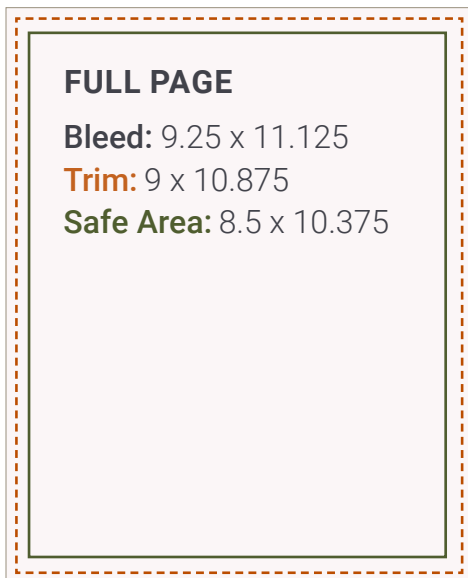 FULL PAGE
Bleed: 9.25 x 11.125
Trim: 9 x 10.875
Safe Area: 8.5 x 10.375